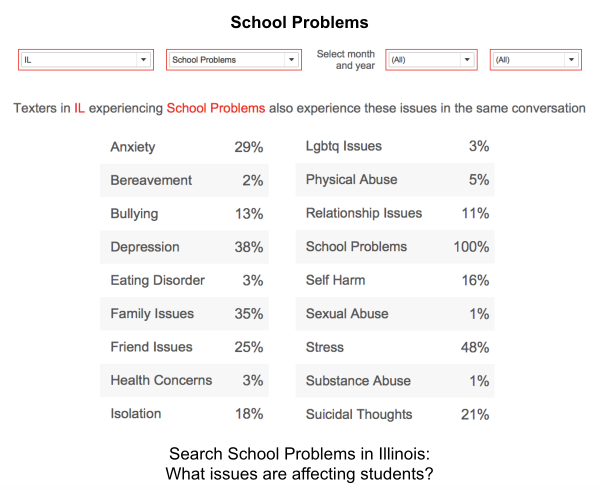 School Problems
IL
School Problems
Select month
and year
(All)
(All)
Texters in IL experiencing School Problems also experience these issues in the same conversation
Anxiety 29%
Bereavement 2%
Bullying 13%
Depression 38%
Eating Disorder 3%
Family Issues 35%
Friend Issues 25%
Health Concerns 3%
Isolation 18%
Lgbtq Issues 3%
Physical Abuse 5%
Relationship Issues 11%
School Problems 100%
Self Harm 16%
Sexual Abuse 1%
Stress 48%
Substance Abuse 1%
Suicidal Thoughts 21%
Search School Problems in Illinois:
What issues are affecting students?